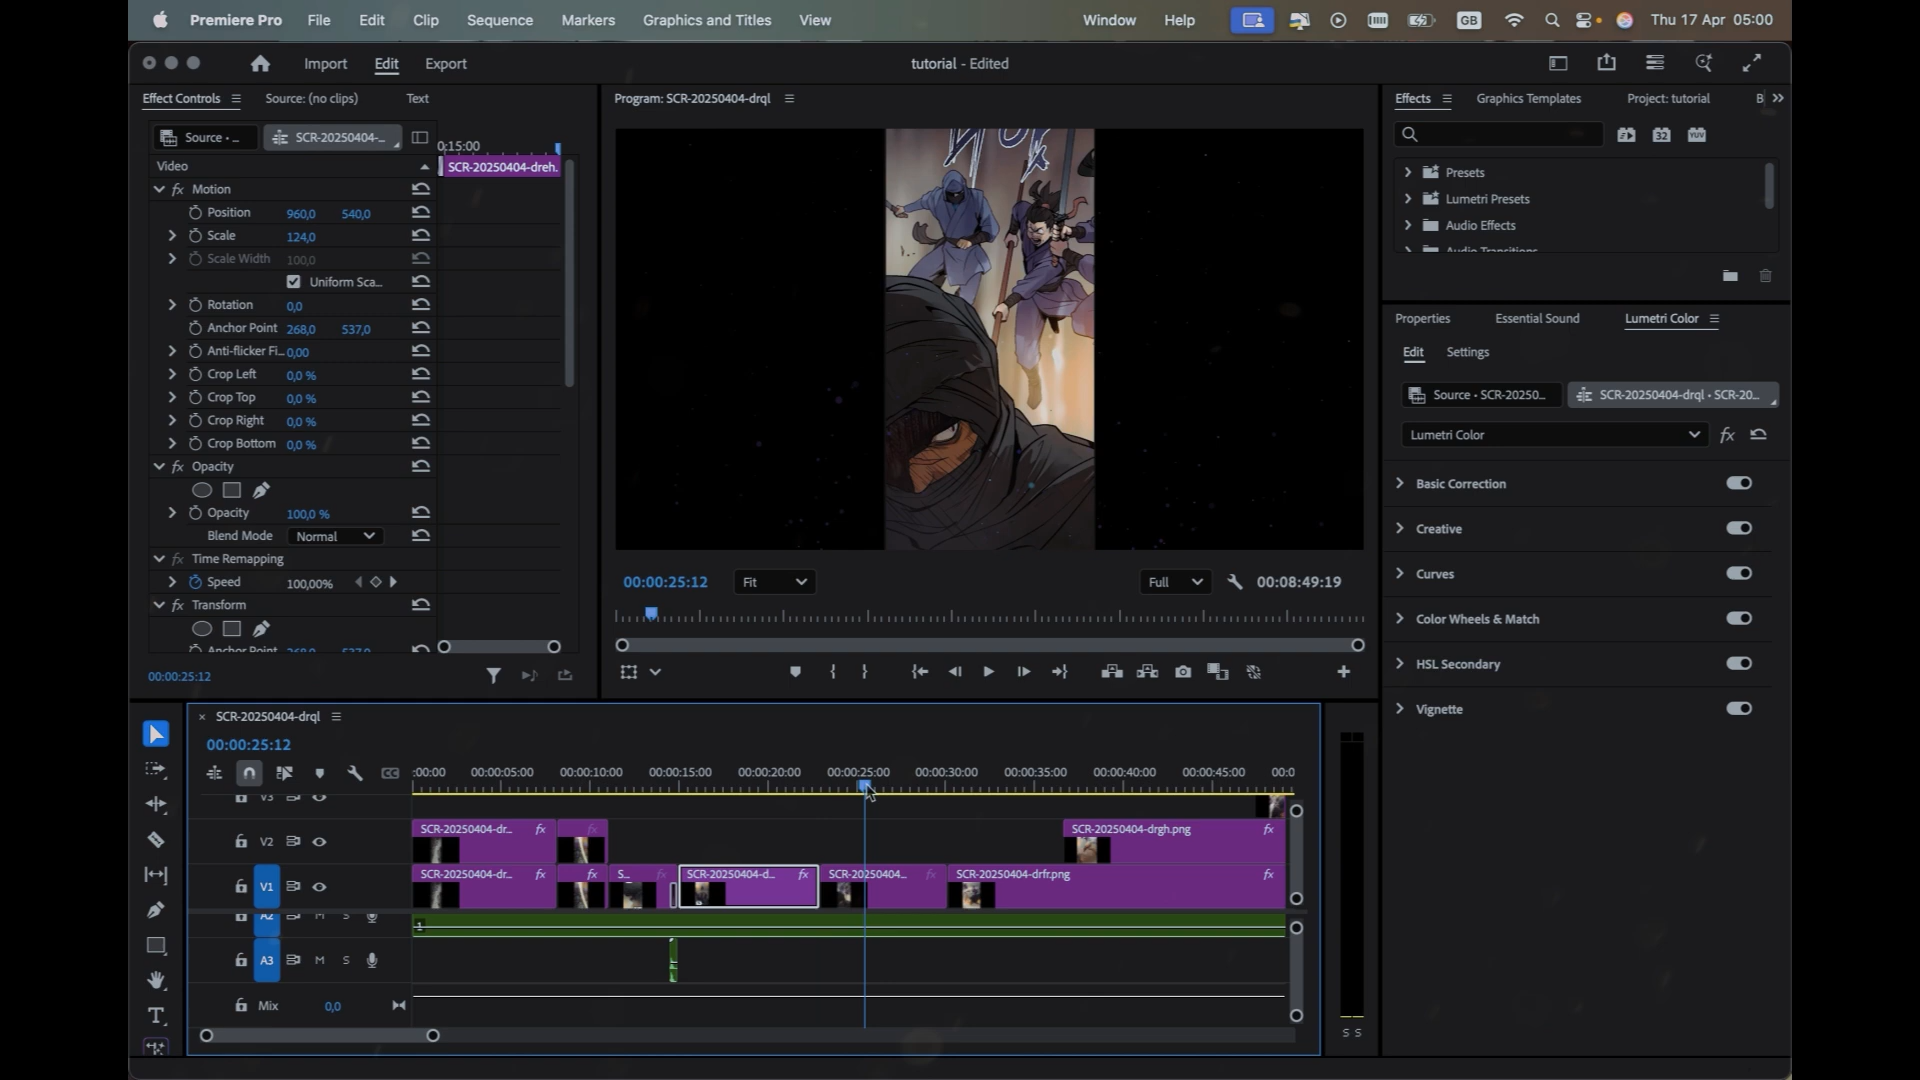 Premiere Pro File Edit Clip Sequence Markers Graphics and Titles View Window Help GB Thu 17 Apr 05:00
Import Edit Export tutorial - Edited
Effect Controls Source: (no clips) Text
Source • ... SCR-20250404-...
0:15:00
Video
SCR-20250404-dreh.
fx Motion
Position 960,0 540,0
Scale 124,0
Scale Width 100,0
Uniform Sca...
Rotation 0,0
Anchor Point 268,0 537,0
Anti-flicker Fi... 0,00
Crop Left 0,0 %
Crop Top 0,0 %
Crop Right 0,0 %
Crop Bottom 0,0 %
fx Opacity
Opacity 100,0 %
Blend Mode Normal
fx Time Remapping
Speed 100,00%
fx Transform
Anchor Point 268,0 537,0
00:00:25:12
Program: SCR-20250404-drql
00:00:25:12 Fit Full 00:08:49:19
Effects Graphics Templates Project: tutorial B
32 YUV
Presets
Lumetri Presets
Audio Effects
Audio Transitions
Properties Essential Sound Lumetri Color
Edit Settings
Source • SCR-20250... SCR-20250404-drql • SCR-20...
Lumetri Color fx
Basic Correction
Creative
Curves
Color Wheels & Match
HSL Secondary
Vignette
SCR-20250404-drql
00:00:25:12
CC :00:00 00:00:05:00 00:00:10:00 00:00:15:00 00:00:20:00 00:00:25:00 00:00:30:00 00:00:35:00 00:00:40:00 00:00:45:00 00:0
V3
V2 SCR-20250404-dr... fx fx SCR-20250404-drgh.png fx
V1 SCR-20250404-dr... fx fx S... fx SCR-20250404-d... fx SCR-20250404... fx SCR-20250404-drfr.png fx
A2 M S 1
A3 M S
Mix 0,0
S S